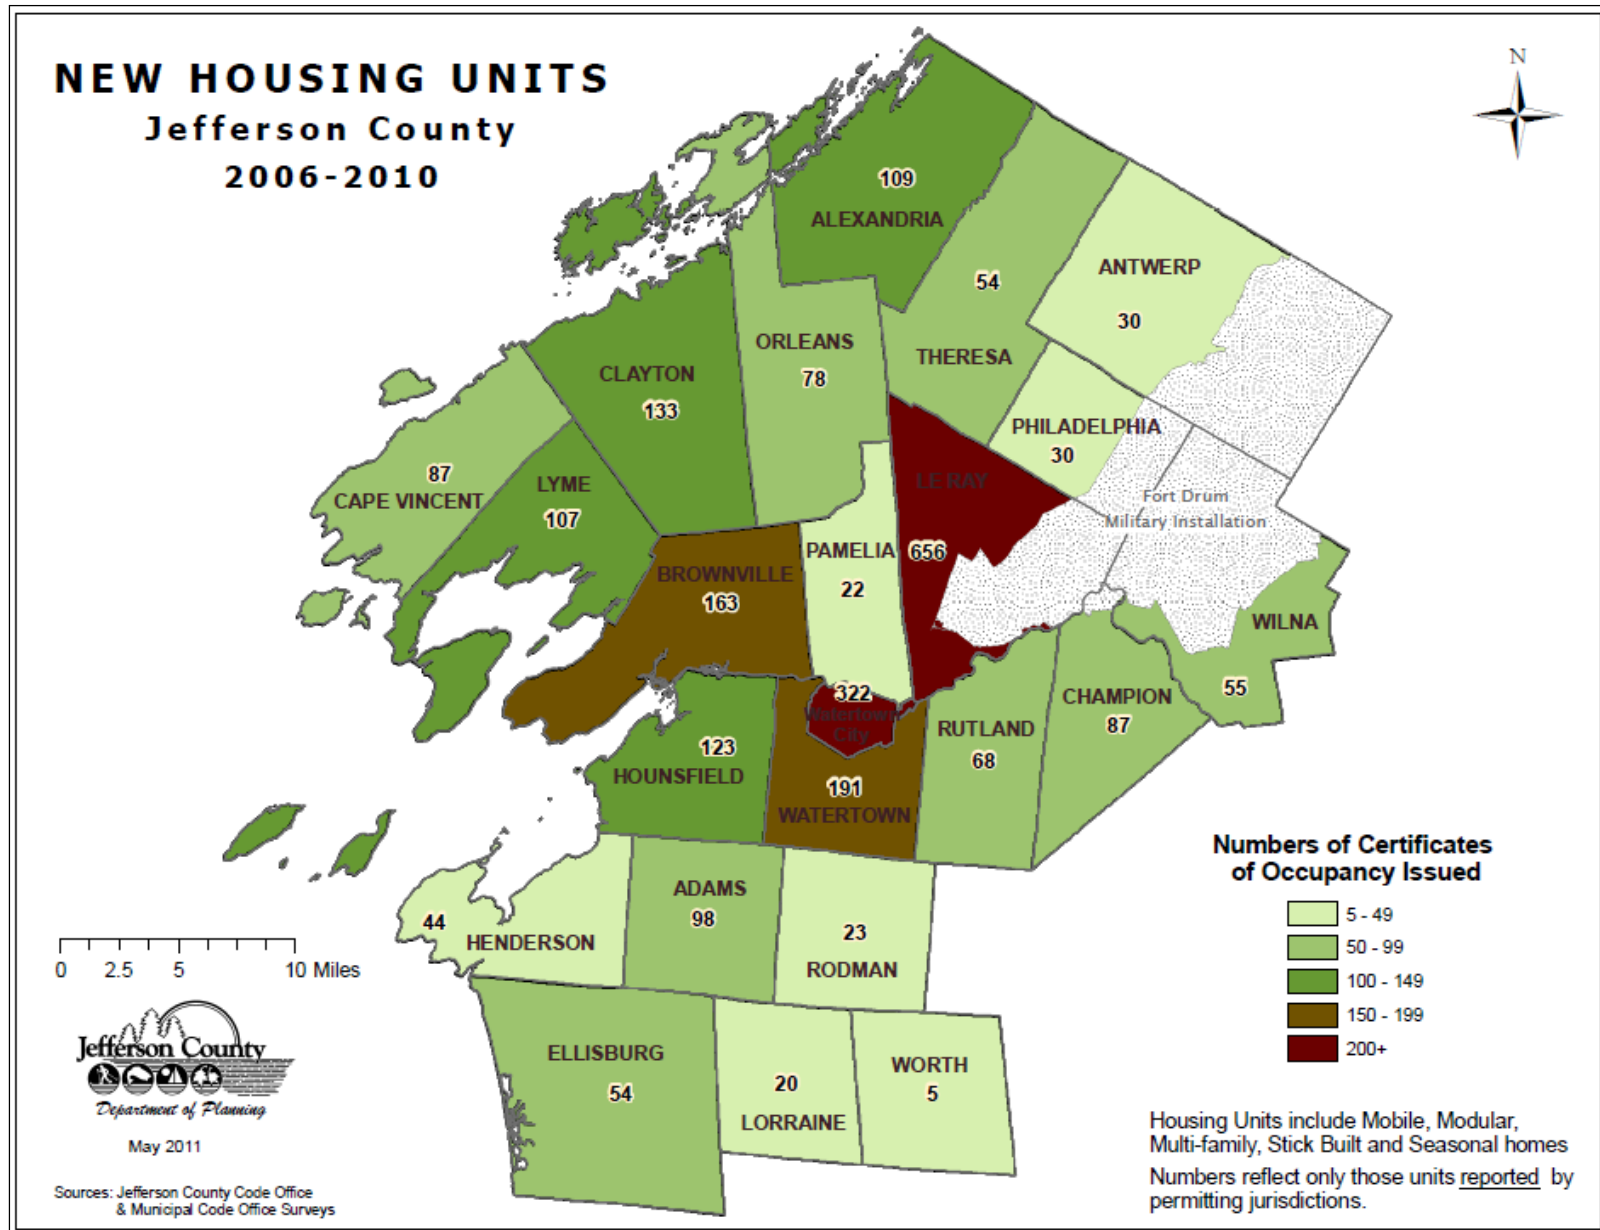 NEW HOUSING UNITS
Jefferson County
2006-2010
N
109
ALEXANDRIA
54
THERESA
ANTWERP
30
ORLEANS
78
CLAYTON
133
PHILADELPHIA
30
87
CAPE VINCENT
LYME
107
LE RAY
656
Fort Drum
Military Installation
PAMELIA
22
BROWNVILLE
163
WILNA
55
322
Watertown
City
CHAMPION
87
RUTLAND
68
123
HOUNSFIELD
191
WATERTOWN
44
HENDERSON
ADAMS
98
23
RODMAN
ELLISBURG
54
20
LORRAINE
WORTH
5
Numbers of Certificates
of Occupancy Issued
5 - 49
50 - 99
100 - 149
150 - 199
200+
0 2.5 5 10 Miles
Jefferson County
Department of Planning
May 2011
Sources: Jefferson County Code Office
& Municipal Code Office Surveys
Housing Units include Mobile, Modular,
Multi-family, Stick Built and Seasonal homes
Numbers reflect only those units reported by
permitting jurisdictions.